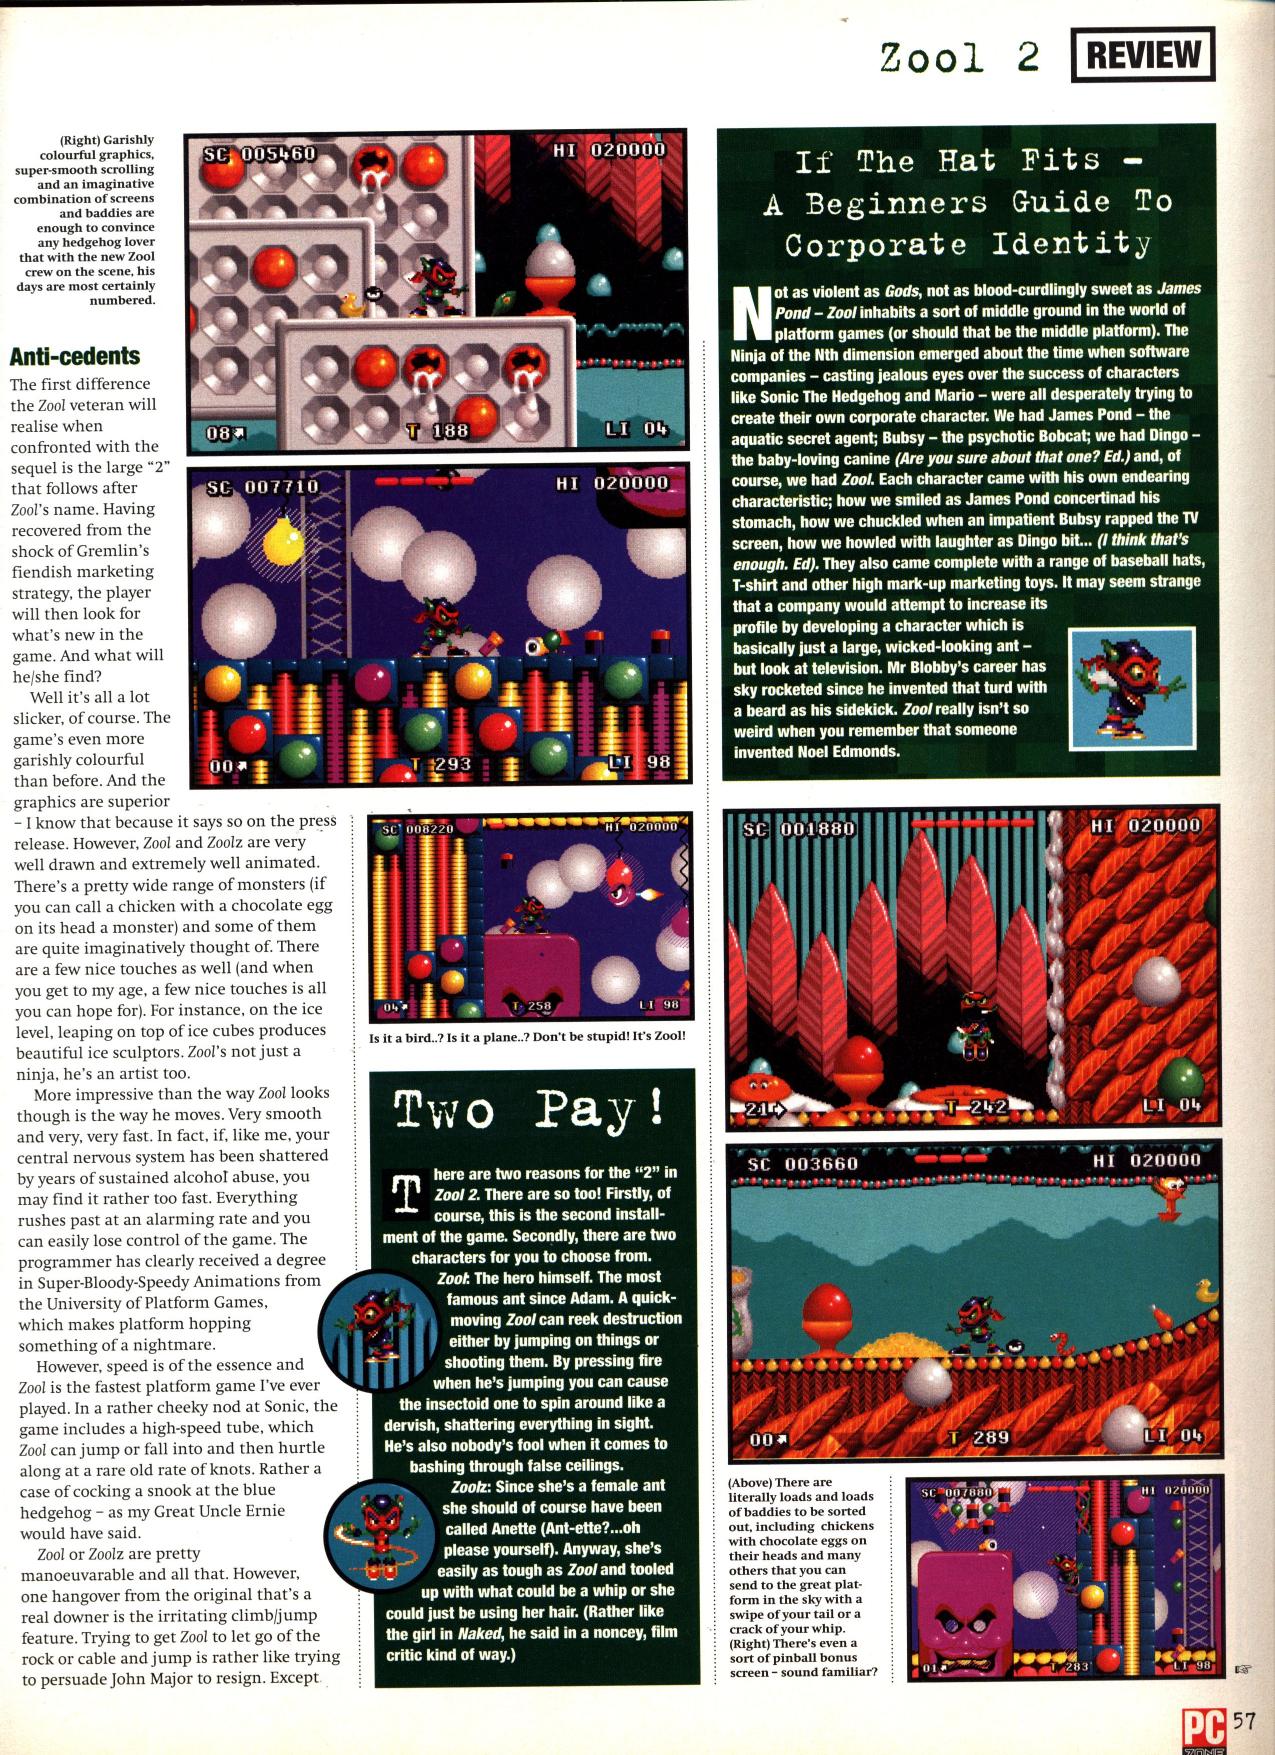 Zool 2 REVIEW
(Right) Garishly
colourful graphics,
super-smooth scrolling
and an imaginative
combination of screens
and baddies are
enough to convince
any hedgehog lover
that with the new Zool
crew on the scene, his
days are most certainly
numbered.
Anti-cedents
The first difference
the Zool veteran will
realise when
confronted with the
sequel is the large “2”
that follows after
Zool's name. Having
recovered from the
shock of Gremlin's
fiendish marketing
strategy, the player
will then look for
what's new in the
game. And what will
he/she find?
Well it's all a lot
slicker, of course. The
game's even more
garishly colourful
than before. And the
graphics are superior
– I know that because it says so on the press
release. However, Zool and Zoolz are very
well drawn and extremely well animated.
There's a pretty wide range of monsters (if
you can call a chicken with a chocolate egg
on its head a monster) and some of them
are quite imaginatively thought of. There
are a few nice touches as well (and when
you get to my age, a few nice touches is all
you can hope for). For instance, on the ice
level, leaping on top of ice cubes produces
beautiful ice sculptors. Zool's not just a
ninja, he's an artist too.
More impressive than the way Zool looks
though is the way he moves. Very smooth
and very, very fast. In fact, if, like me, your
central nervous system has been shattered
by years of sustained alcohol abuse, you
may find it rather too fast. Everything
rushes past at an alarming rate and you
can easily lose control of the game. The
programmer has clearly received a degree
in Super-Bloody-Speedy Animations from
the University of Platform Games,
which makes platform hopping
something of a nightmare.
However, speed is of the essence and
Zool is the fastest platform game I've ever
played. In a rather cheeky nod at Sonic, the
game includes a high-speed tube, which
Zool can jump or fall into and then hurtle
along at a rare old rate of knots. Rather a
case of cocking a snook at the blue
hedgehog – as my Great Uncle Ernie
would have said.
Zool or Zoolz are pretty
manoeuvrable and all that. However,
one hangover from the original that's a
real downer is the irritating climb/jump
feature. Trying to get Zool to let go of the
rock or cable and jump is rather like trying
to persuade John Major to resign. Except
SC 005460 HI 020000
08 T 188 LI 04
SC 007710 HI 020000
00 T 293 LI 98
SC 008220 HI 020000
04 T 258 LI 98
Is it a bird..? Is it a plane..? Don't be stupid! It's Zool!
Two Pay!
There are two reasons for the “2” in
Zool 2. There are so too! Firstly, of
course, this is the second install-
ment of the game. Secondly, there are two
characters for you to choose from.
Zool: The hero himself. The most
famous ant since Adam. A quick-
moving Zool can reek destruction
either by jumping on things or
shooting them. By pressing fire
when he's jumping you can cause
the insectoid one to spin around like a
dervish, shattering everything in sight.
He's also nobody's fool when it comes to
bashing through false ceilings.
Zoolz: Since she's a female ant
she should of course have been
called Anette (Ant-ette?...oh
please yourself). Anyway, she's
easily as tough as Zool and tooled
up with what could be a whip or she
could just be using her hair. (Rather like
the girl in Naked, he said in a noncey, film
critic kind of way.)
If The Hat Fits –
A Beginners Guide To
Corporate Identity
Not as violent as Gods, not as blood-curdlingly sweet as James
Pond – Zool inhabits a sort of middle ground in the world of
platform games (or should that be the middle platform). The
Ninja of the Nth dimension emerged about the time when software
companies – casting jealous eyes over the success of characters
like Sonic The Hedgehog and Mario – were all desperately trying to
create their own corporate character. We had James Pond – the
aquatic secret agent; Bubsy – the psychotic Bobcat; we had Dingo –
the baby-loving canine (Are you sure about that one? Ed.) and, of
course, we had Zool. Each character came with his own endearing
characteristic; how we smiled as James Pond concertinad his
stomach, how we chuckled when an impatient Bubsy rapped the TV
screen, how we howled with laughter as Dingo bit... (I think that's
enough. Ed). They also came complete with a range of baseball hats,
T-shirt and other high mark-up marketing toys. It may seem strange
that a company would attempt to increase its
profile by developing a character which is
basically just a large, wicked-looking ant –
but look at television. Mr Blobby's career has
sky rocketed since he invented that turd with
a beard as his sidekick. Zool really isn't so
weird when you remember that someone
invented Noel Edmonds.
SC 001880 HI 020000
21 T 242 LI 04
SC 003660 HI 020000
00 T 289 LI 04
(Above) There are
literally loads and loads
of baddies to be sorted
out, including chickens
with chocolate eggs on
their heads and many
others that you can
send to the great plat-
form in the sky with a
swipe of your tail or a
crack of your whip.
(Right) There's even a
sort of pinball bonus
screen – sound familiar?
SC 007880 HI 020000
01 T 283 LI 98
PC ZONE 57